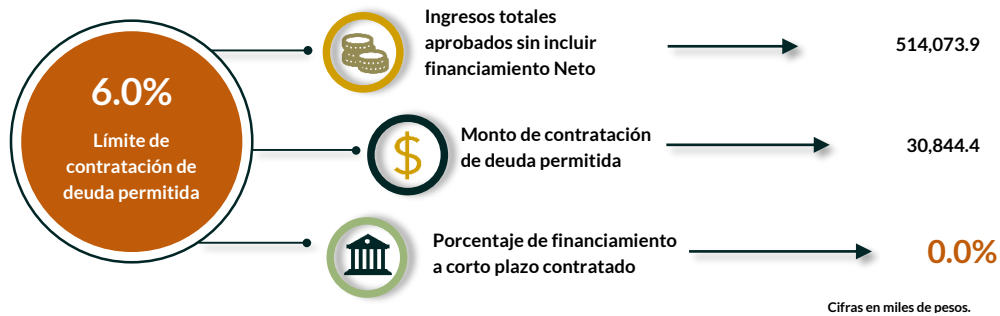 6.0%
Límite de
contratación de
deuda permitida
Ingresos totales
aprobados sin incluir
financiamiento Neto
514,073.9
$
Monto de contratación
de deuda permitida
30,844.4
Porcentaje de financiamiento
a corto plazo contratado
0.0%
Cifras en miles de pesos.